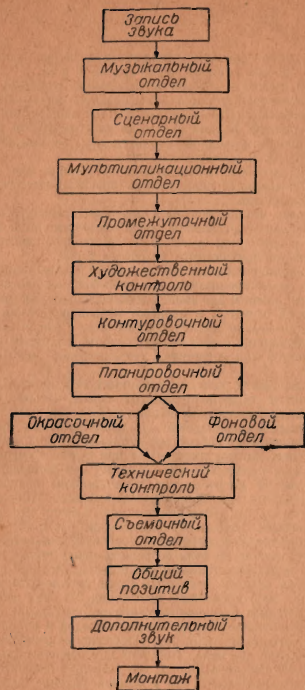 Запись
звука
Музыкальный
отдел
Сценарный
отдел
Мультипликационный
отдел
Промежуточный
отдел
Художественный
контроль
Контуровочный
отдел
Планировочный
отдел
Окрасочный
отдел
Фоновой
отдел
Технический
контроль
Съемочный
отдел
Общий
позитив
Дополнительный
звук
Монтаж